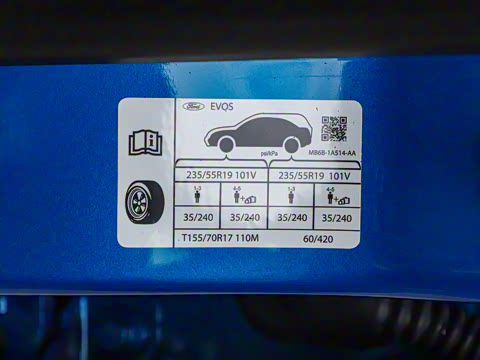 Ford EVOS
psi/kPa MB6B-1A514-AA
235/55R19 101V 235/55R19 101V
1-3 4-5 1-3 4-5
35/240 35/240 35/240 35/240
T155/70R17 110M 60/420